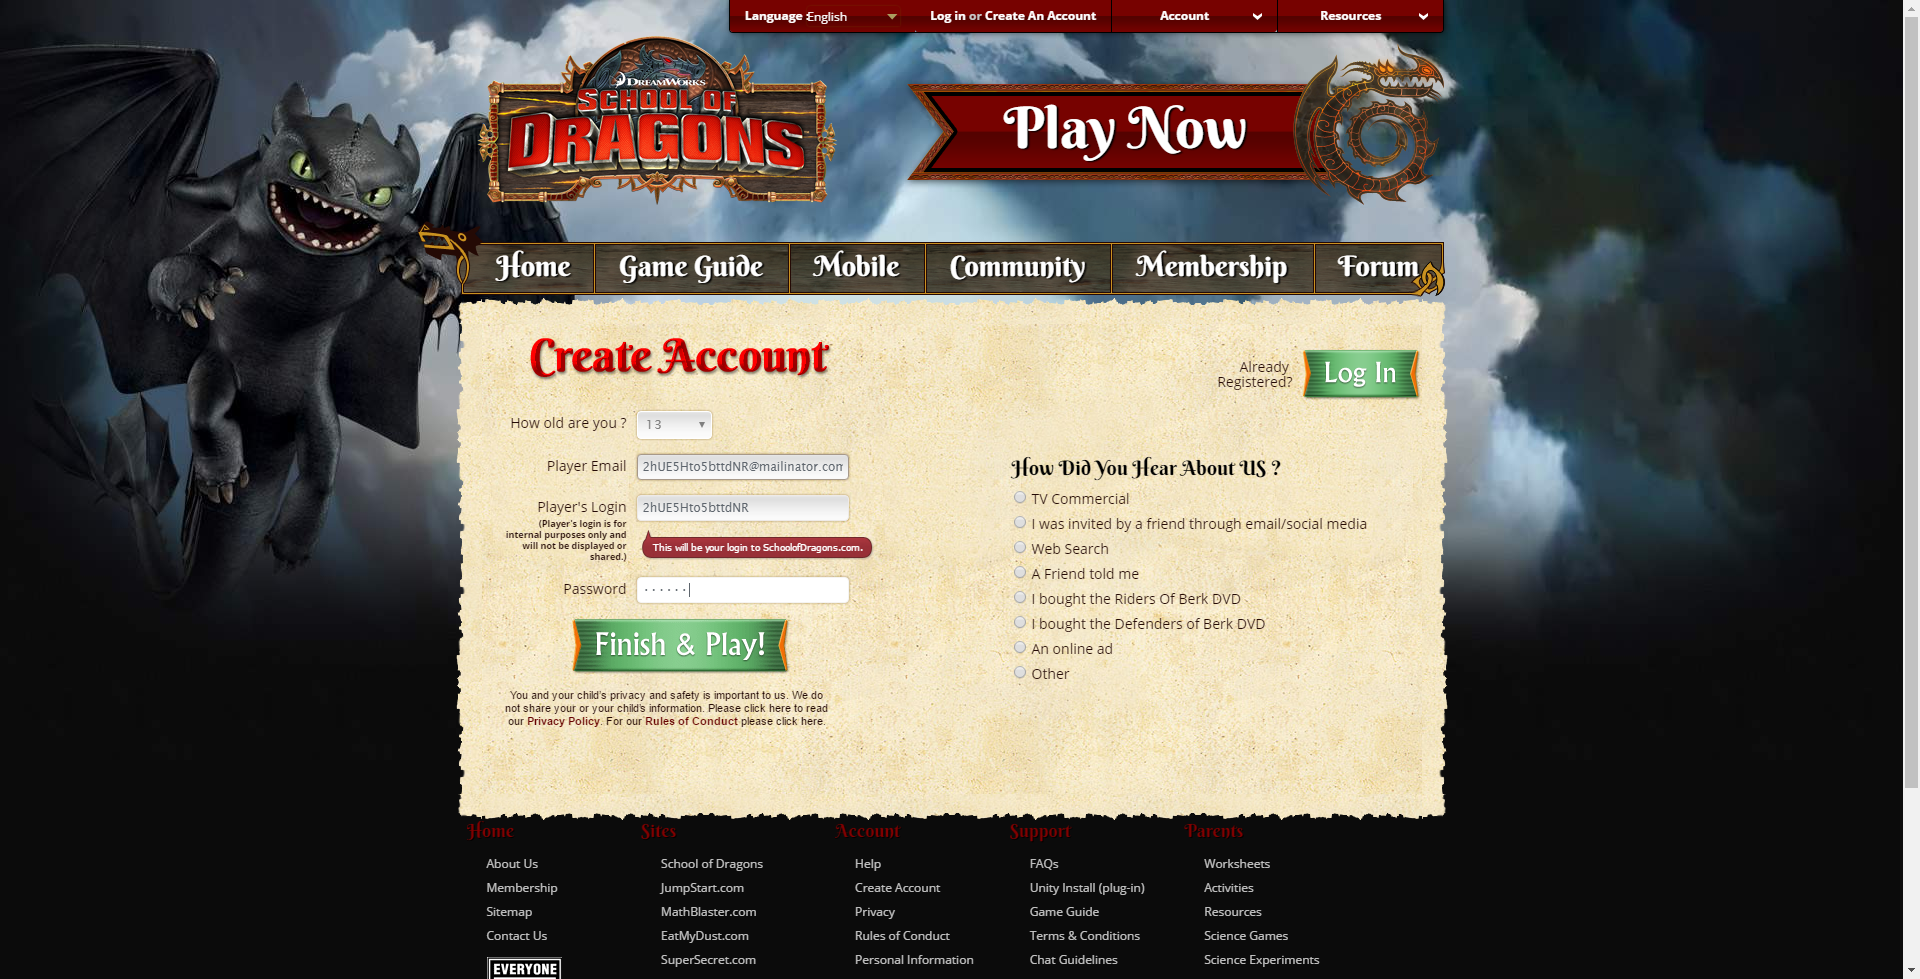 Language :
English
Log in or Create An Account
Account
Resources
DREAMWORKS
SCHOOL OF
DRAGONS
Play Now
Home
Game Guide
Mobile
Community
Membership
Forum
Create Account
Already
Registered?
Log In
How old are you ?
13
Player Email
2hUE5Hto5bttdNR@mailinator.com
Player's Login
2hUE5Hto5bttdNR
(Player's login is for
internal purposes only and
will not be displayed or
shared.)
This will be your login to SchoolofDragons.com.
Password
······
Finish & Play!
You and your child's privacy and safety is important to us. We do
not share your or your child's information. Please click here to read
our Privacy Policy. For our Rules of Conduct please click here.
How Did You Hear About US ?
TV Commercial
I was invited by a friend through email/social media
Web Search
A Friend told me
I bought the Riders Of Berk DVD
I bought the Defenders of Berk DVD
An online ad
Other
Home
About Us
Membership
Sitemap
Contact Us
EVERYONE
Sites
School of Dragons
JumpStart.com
MathBlaster.com
EatMyDust.com
SuperSecret.com
Account
Help
Create Account
Privacy
Rules of Conduct
Personal Information
Support
FAQs
Unity Install (plug-in)
Game Guide
Terms & Conditions
Chat Guidelines
Parents
Worksheets
Activities
Resources
Science Games
Science Experiments